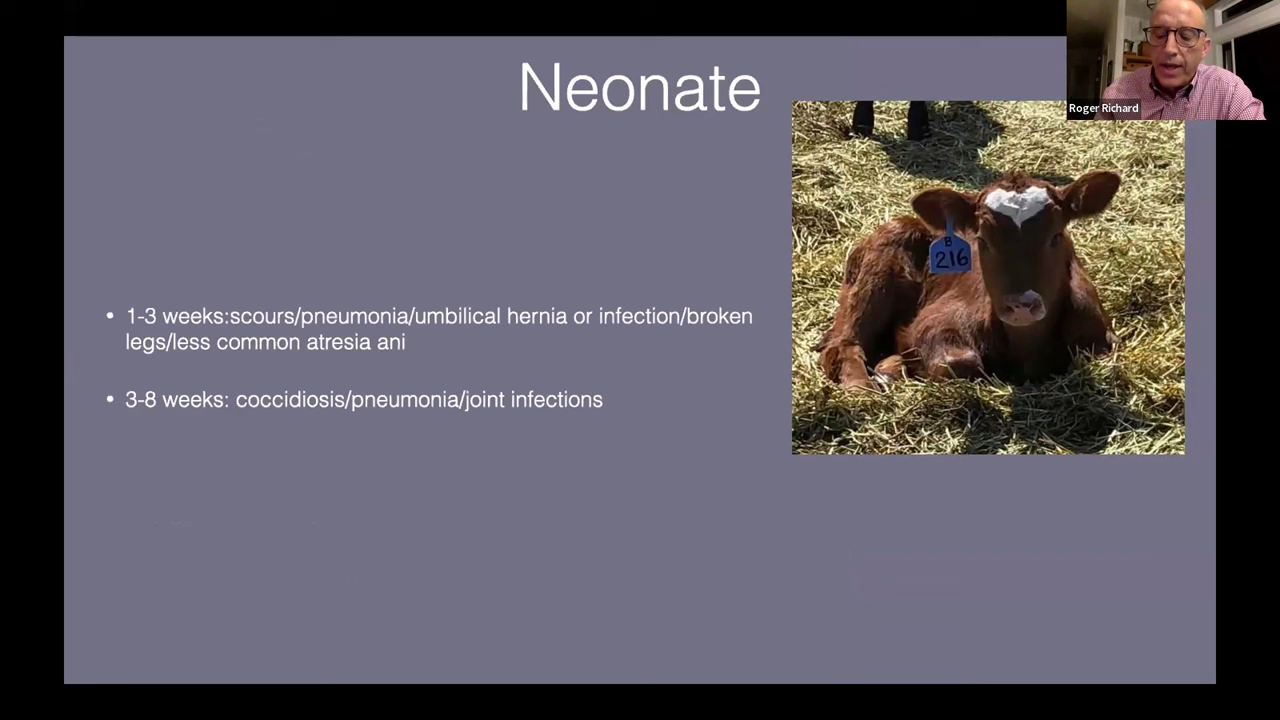 Neonate
Roger Richard
B
216
• 1-3 weeks:scours/pneumonia/umbilical hernia or infection/broken
legs/less common atresia ani
• 3-8 weeks: coccidiosis/pneumonia/joint infections